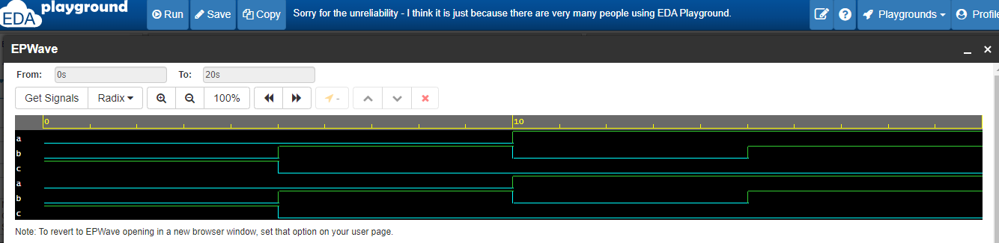 EDA playground
Run Save Copy Sorry for the unreliability - I think it is just because there are very many people using EDA Playground. Playgrounds Profile
EPWave
From: 0s To: 20s
Get Signals Radix 100% -
0 10
a
b
c
a
b
c
Note: To revert to EPWave opening in a new browser window, set that option on your user page.